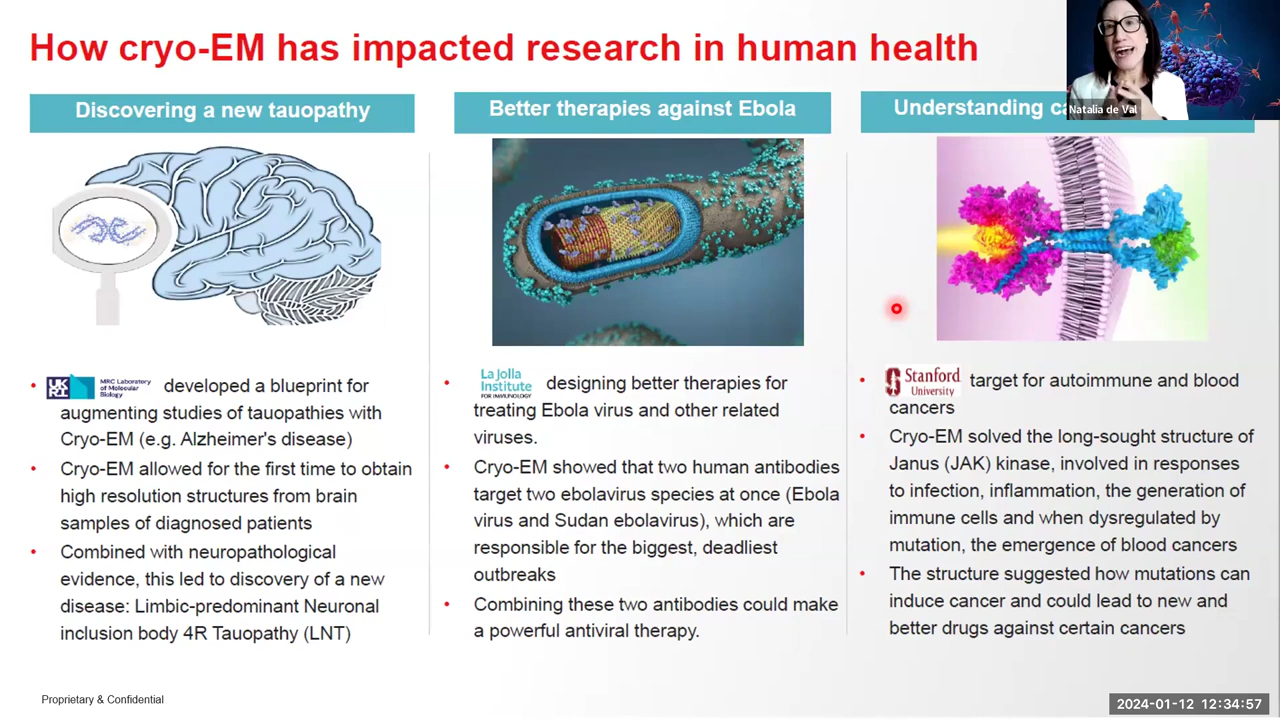 How cryo-EM has impacted research in human health
Natalia de Val
Discovering a new tauopathy
UK
RI
MRC Laboratory
of Molecular
Biology
developed a blueprint for
augmenting studies of tauopathies with
Cryo-EM (e.g. Alzheimer's disease)
Cryo-EM allowed for the first time to obtain
high resolution structures from brain
samples of diagnosed patients
Combined with neuropathological
evidence, this led to discovery of a new
disease: Limbic-predominant Neuronal
inclusion body 4R Tauopathy (LNT)
Better therapies against Ebola
La Jolla
Institute
FOR IMMUNOLOGY
designing better therapies for
treating Ebola virus and other related
viruses.
Cryo-EM showed that two human antibodies
target two ebolavirus species at once (Ebola
virus and Sudan ebolavirus), which are
responsible for the biggest, deadliest
outbreaks
Combining these two antibodies could make
a powerful antiviral therapy.
Understanding
Stanford
University
target for autoimmune and blood
cancers
Cryo-EM solved the long-sought structure of
Janus (JAK) kinase, involved in responses
to infection, inflammation, the generation of
immune cells and when dysregulated by
mutation, the emergence of blood cancers
The structure suggested how mutations can
induce cancer and could lead to new and
better drugs against certain cancers
Proprietary & Confidential
2024-01-12 12:34:57